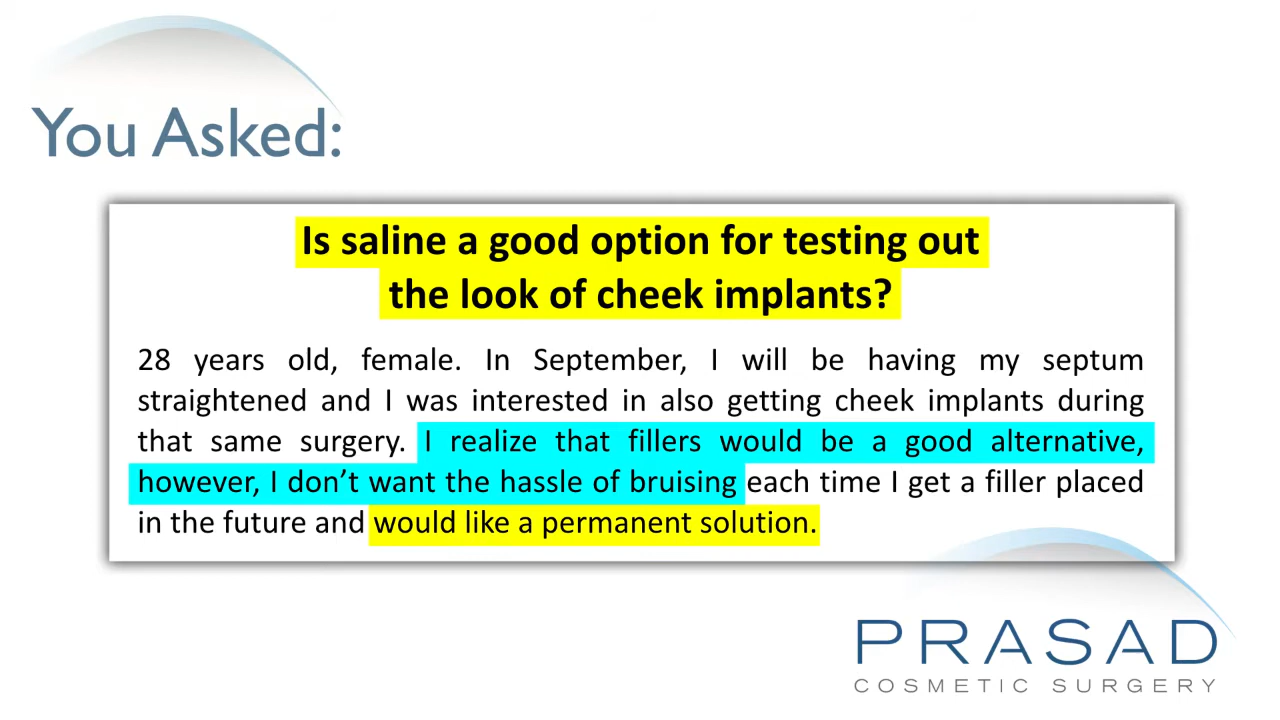 You Asked:
Is saline a good option for testing out
the look of cheek implants?
28 years old, female. In September, I will be having my septum
straightened and I was interested in also getting cheek implants during
that same surgery. I realize that fillers would be a good alternative,
however, I don’t want the hassle of bruising each time I get a filler placed
in the future and would like a permanent solution.
PRASAD
COSMETIC SURGERY